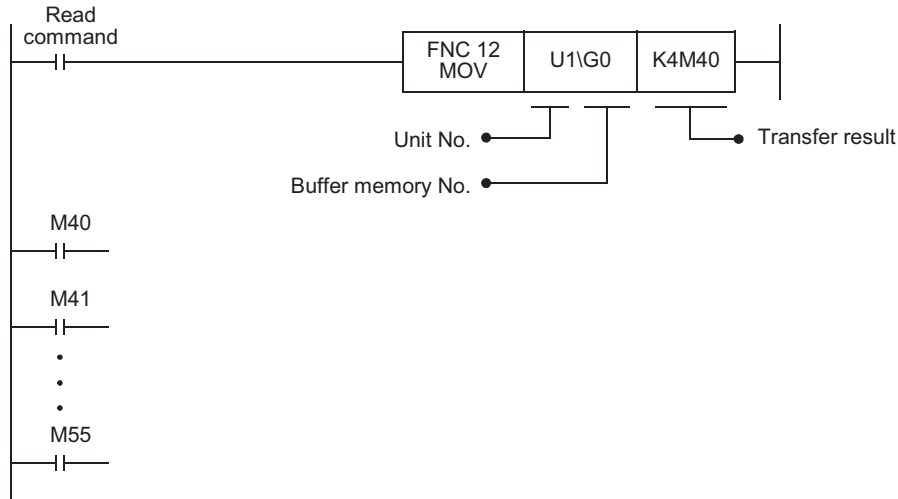 Read
command
FNC 12
MOV
U1\G0
K4M40
Unit No.
Transfer result
Buffer memory No.
M40
M41
M55